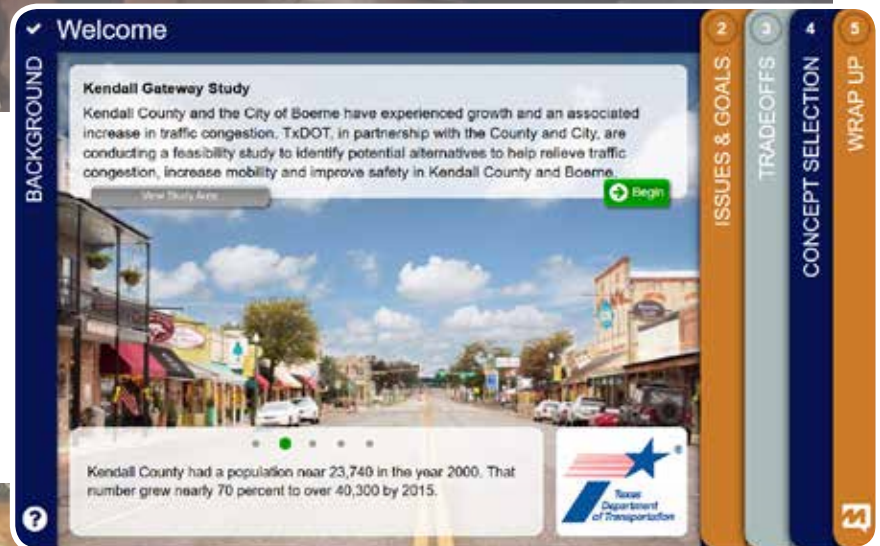 Welcome
BACKGROUND
Kendall Gateway Study
Kendall County and the City of Boerne have experienced growth and an associated
increase in traffic congestion. TxDOT, in partnership with the County and City, are
conducting a feasibility study to identify potential alternatives to help relieve traffic
congestion, increase mobility and improve safety in Kendall County and Boerne.
View Study Area
Begin
Kendall County had a population near 23,740 in the year 2000. That
number grew nearly 70 percent to over 40,300 by 2015.
Texas
Department
of Transportation
®
?
2
ISSUES & GOALS
3
TRADEOFFS
4
CONCEPT SELECTION
5
WRAP UP